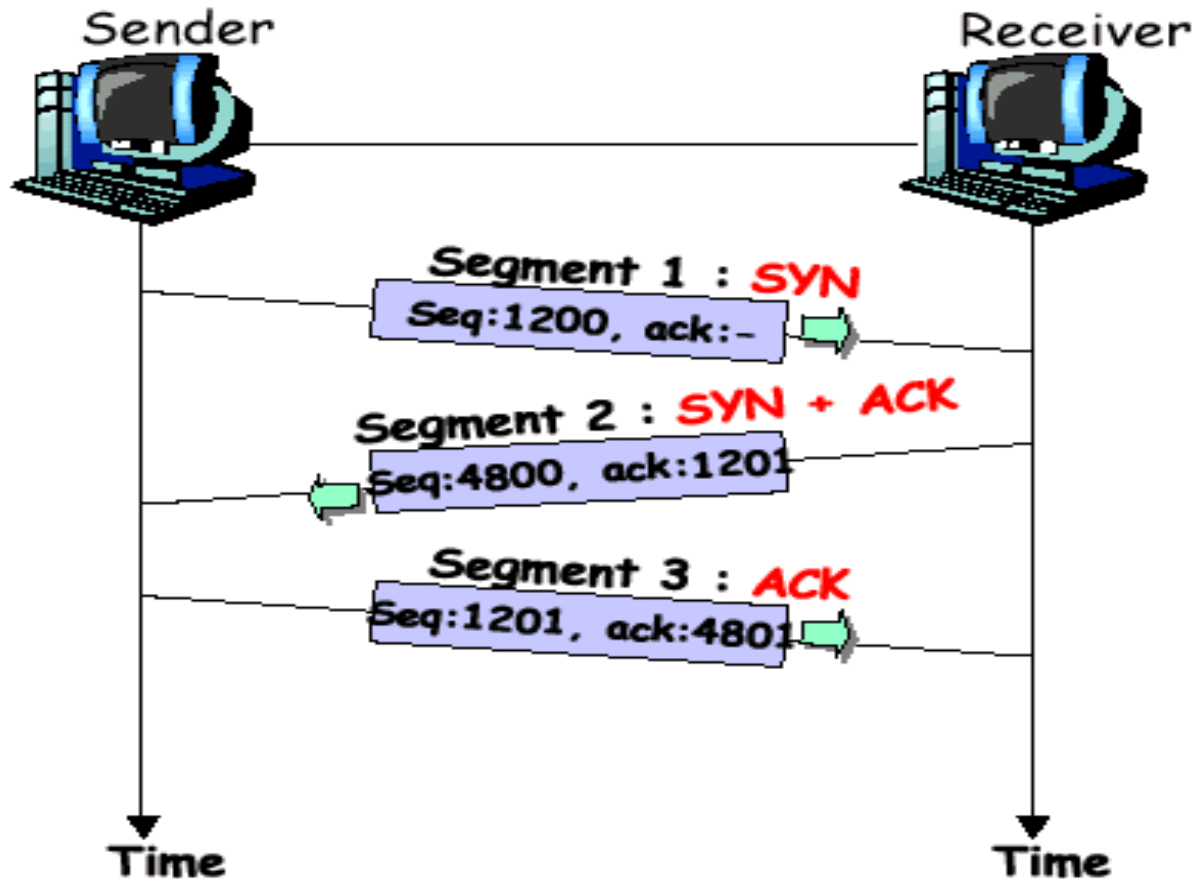 Sender
Receiver
Segment 1 : SYN
Seq:1200, ack:-
Segment 2 : SYN + ACK
Seq:4800, ack:1201
Segment 3 : ACK
Seq:1201, ack:4801
Time
Time